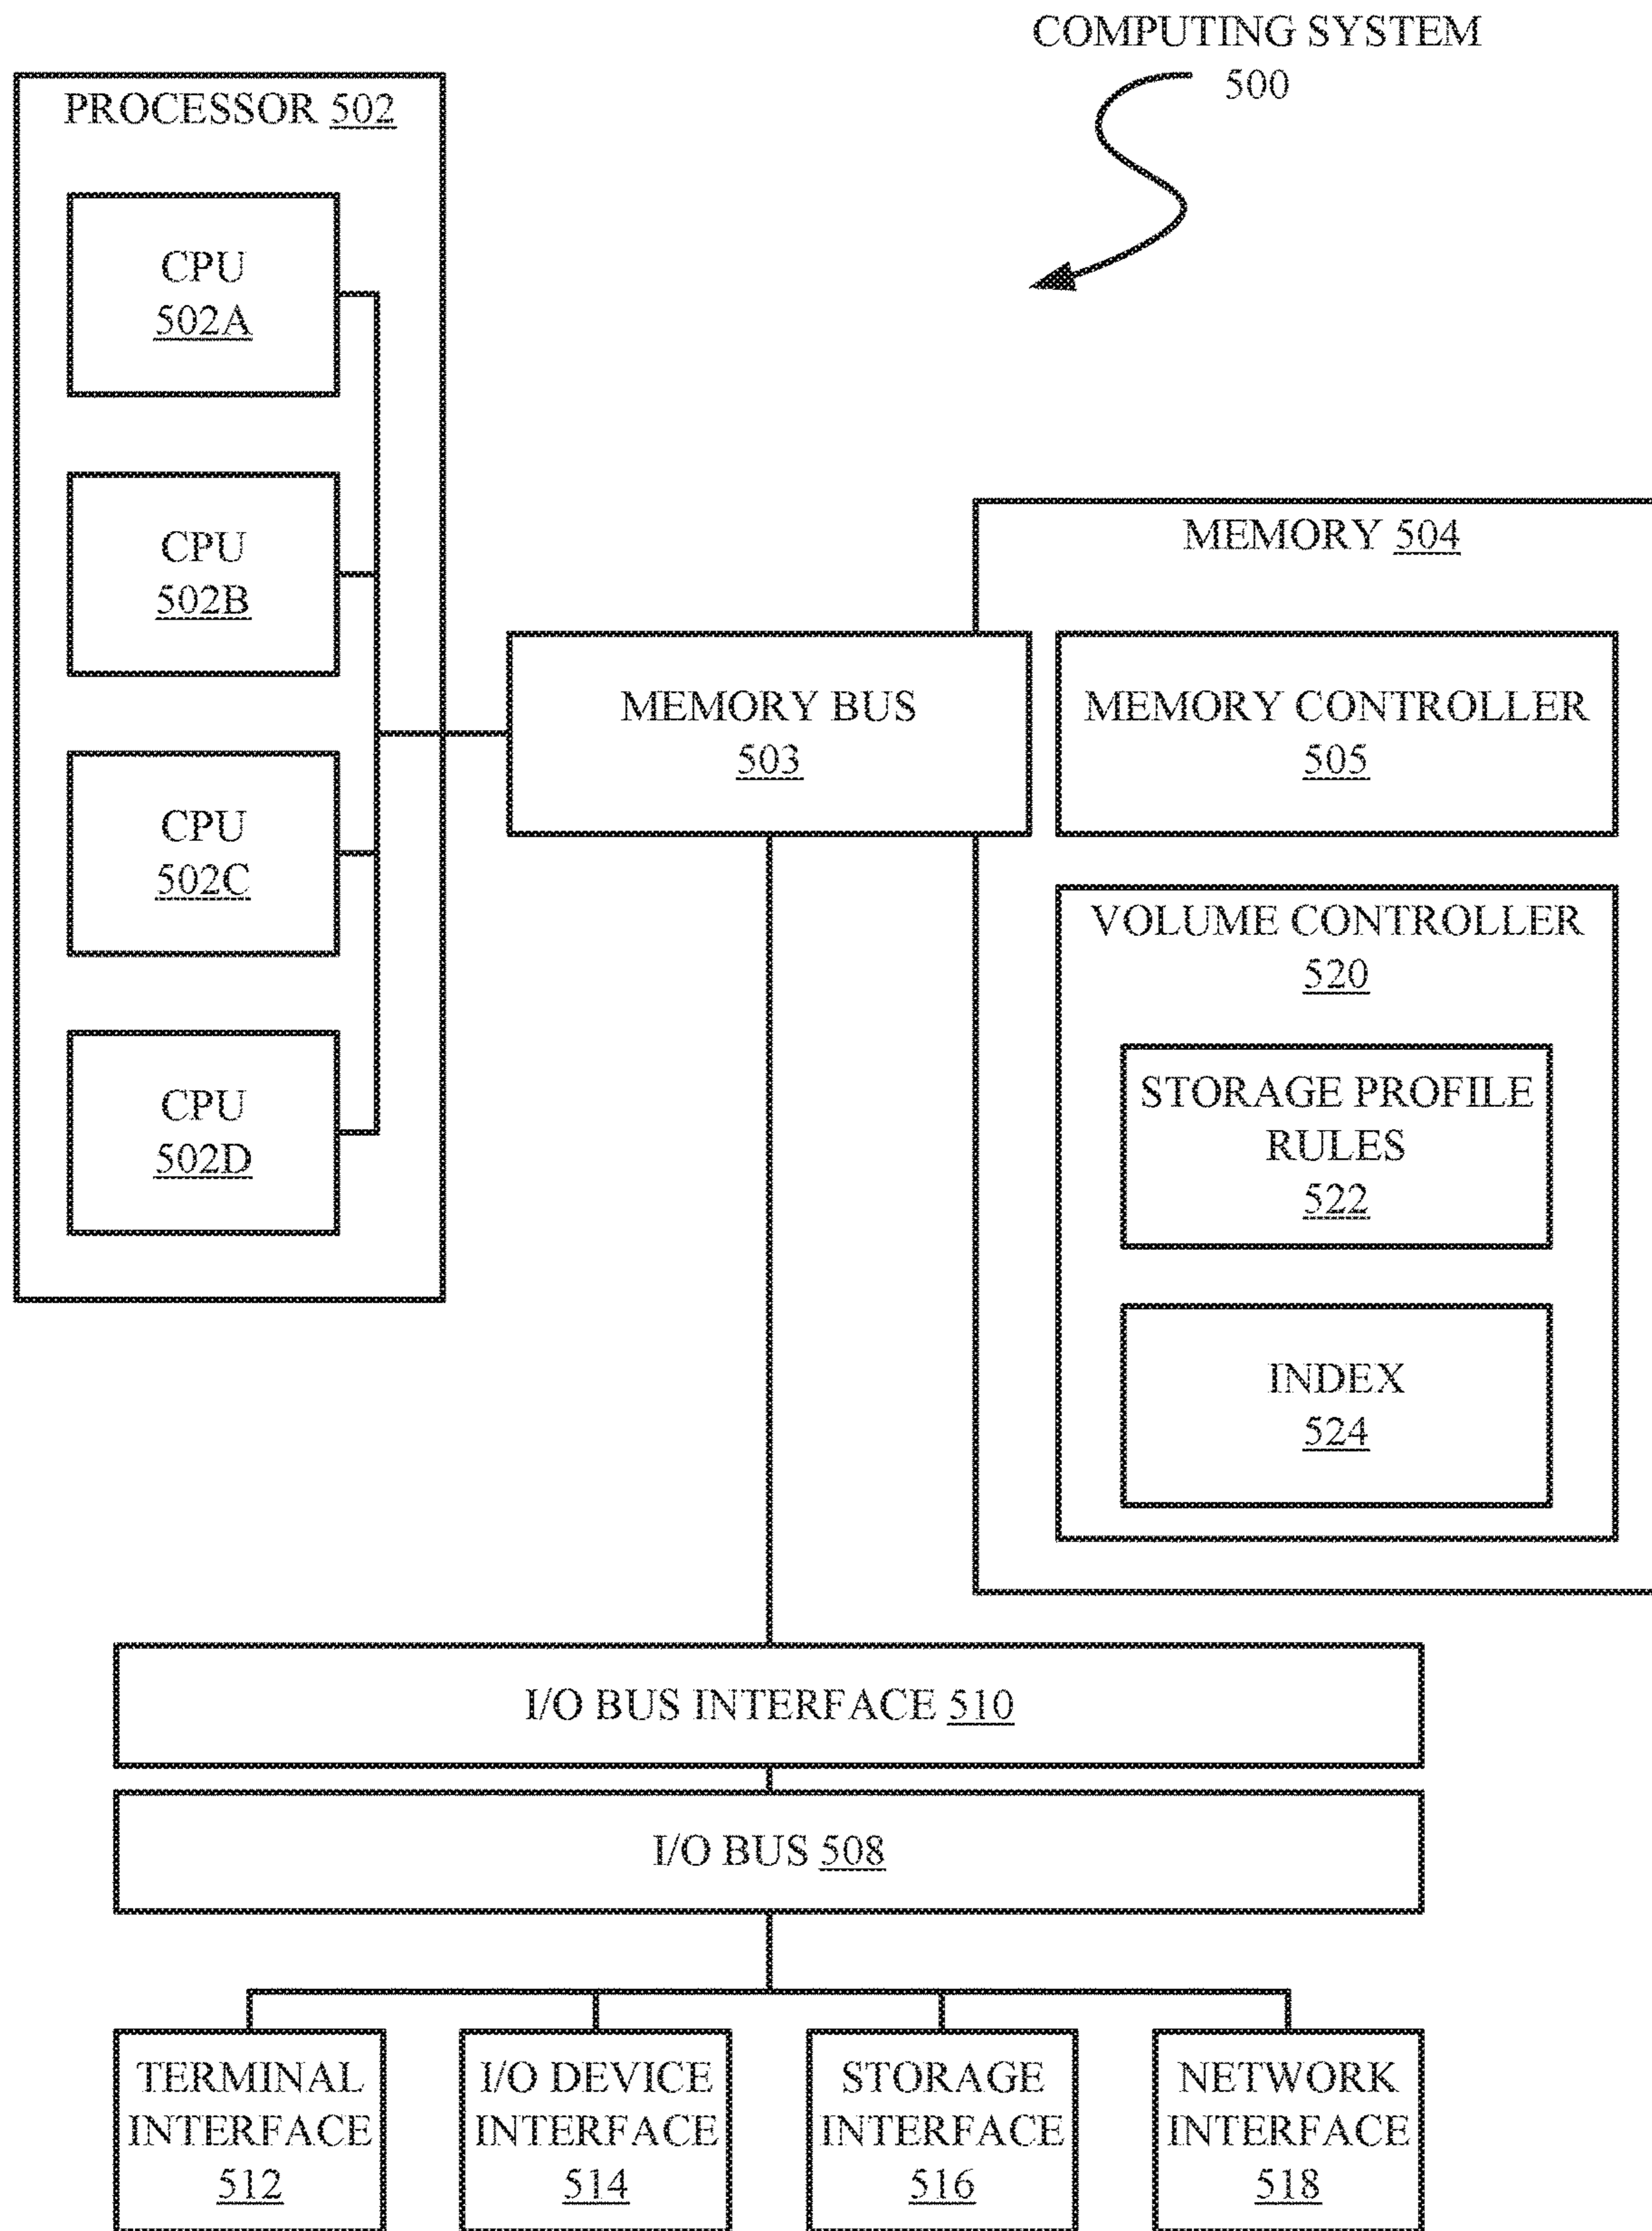 COMPUTING SYSTEM
500
PROCESSOR 502
CPU
502A
CPU
502B
CPU
502C
CPU
502D
MEMORY 504
MEMORY BUS
503
MEMORY CONTROLLER
505
VOLUME CONTROLLER
520
STORAGE PROFILE
RULES
522
INDEX
524
I/O BUS INTERFACE 510
I/O BUS 508
TERMINAL
INTERFACE
512
I/O DEVICE
INTERFACE
514
STORAGE
INTERFACE
516
NETWORK
INTERFACE
518